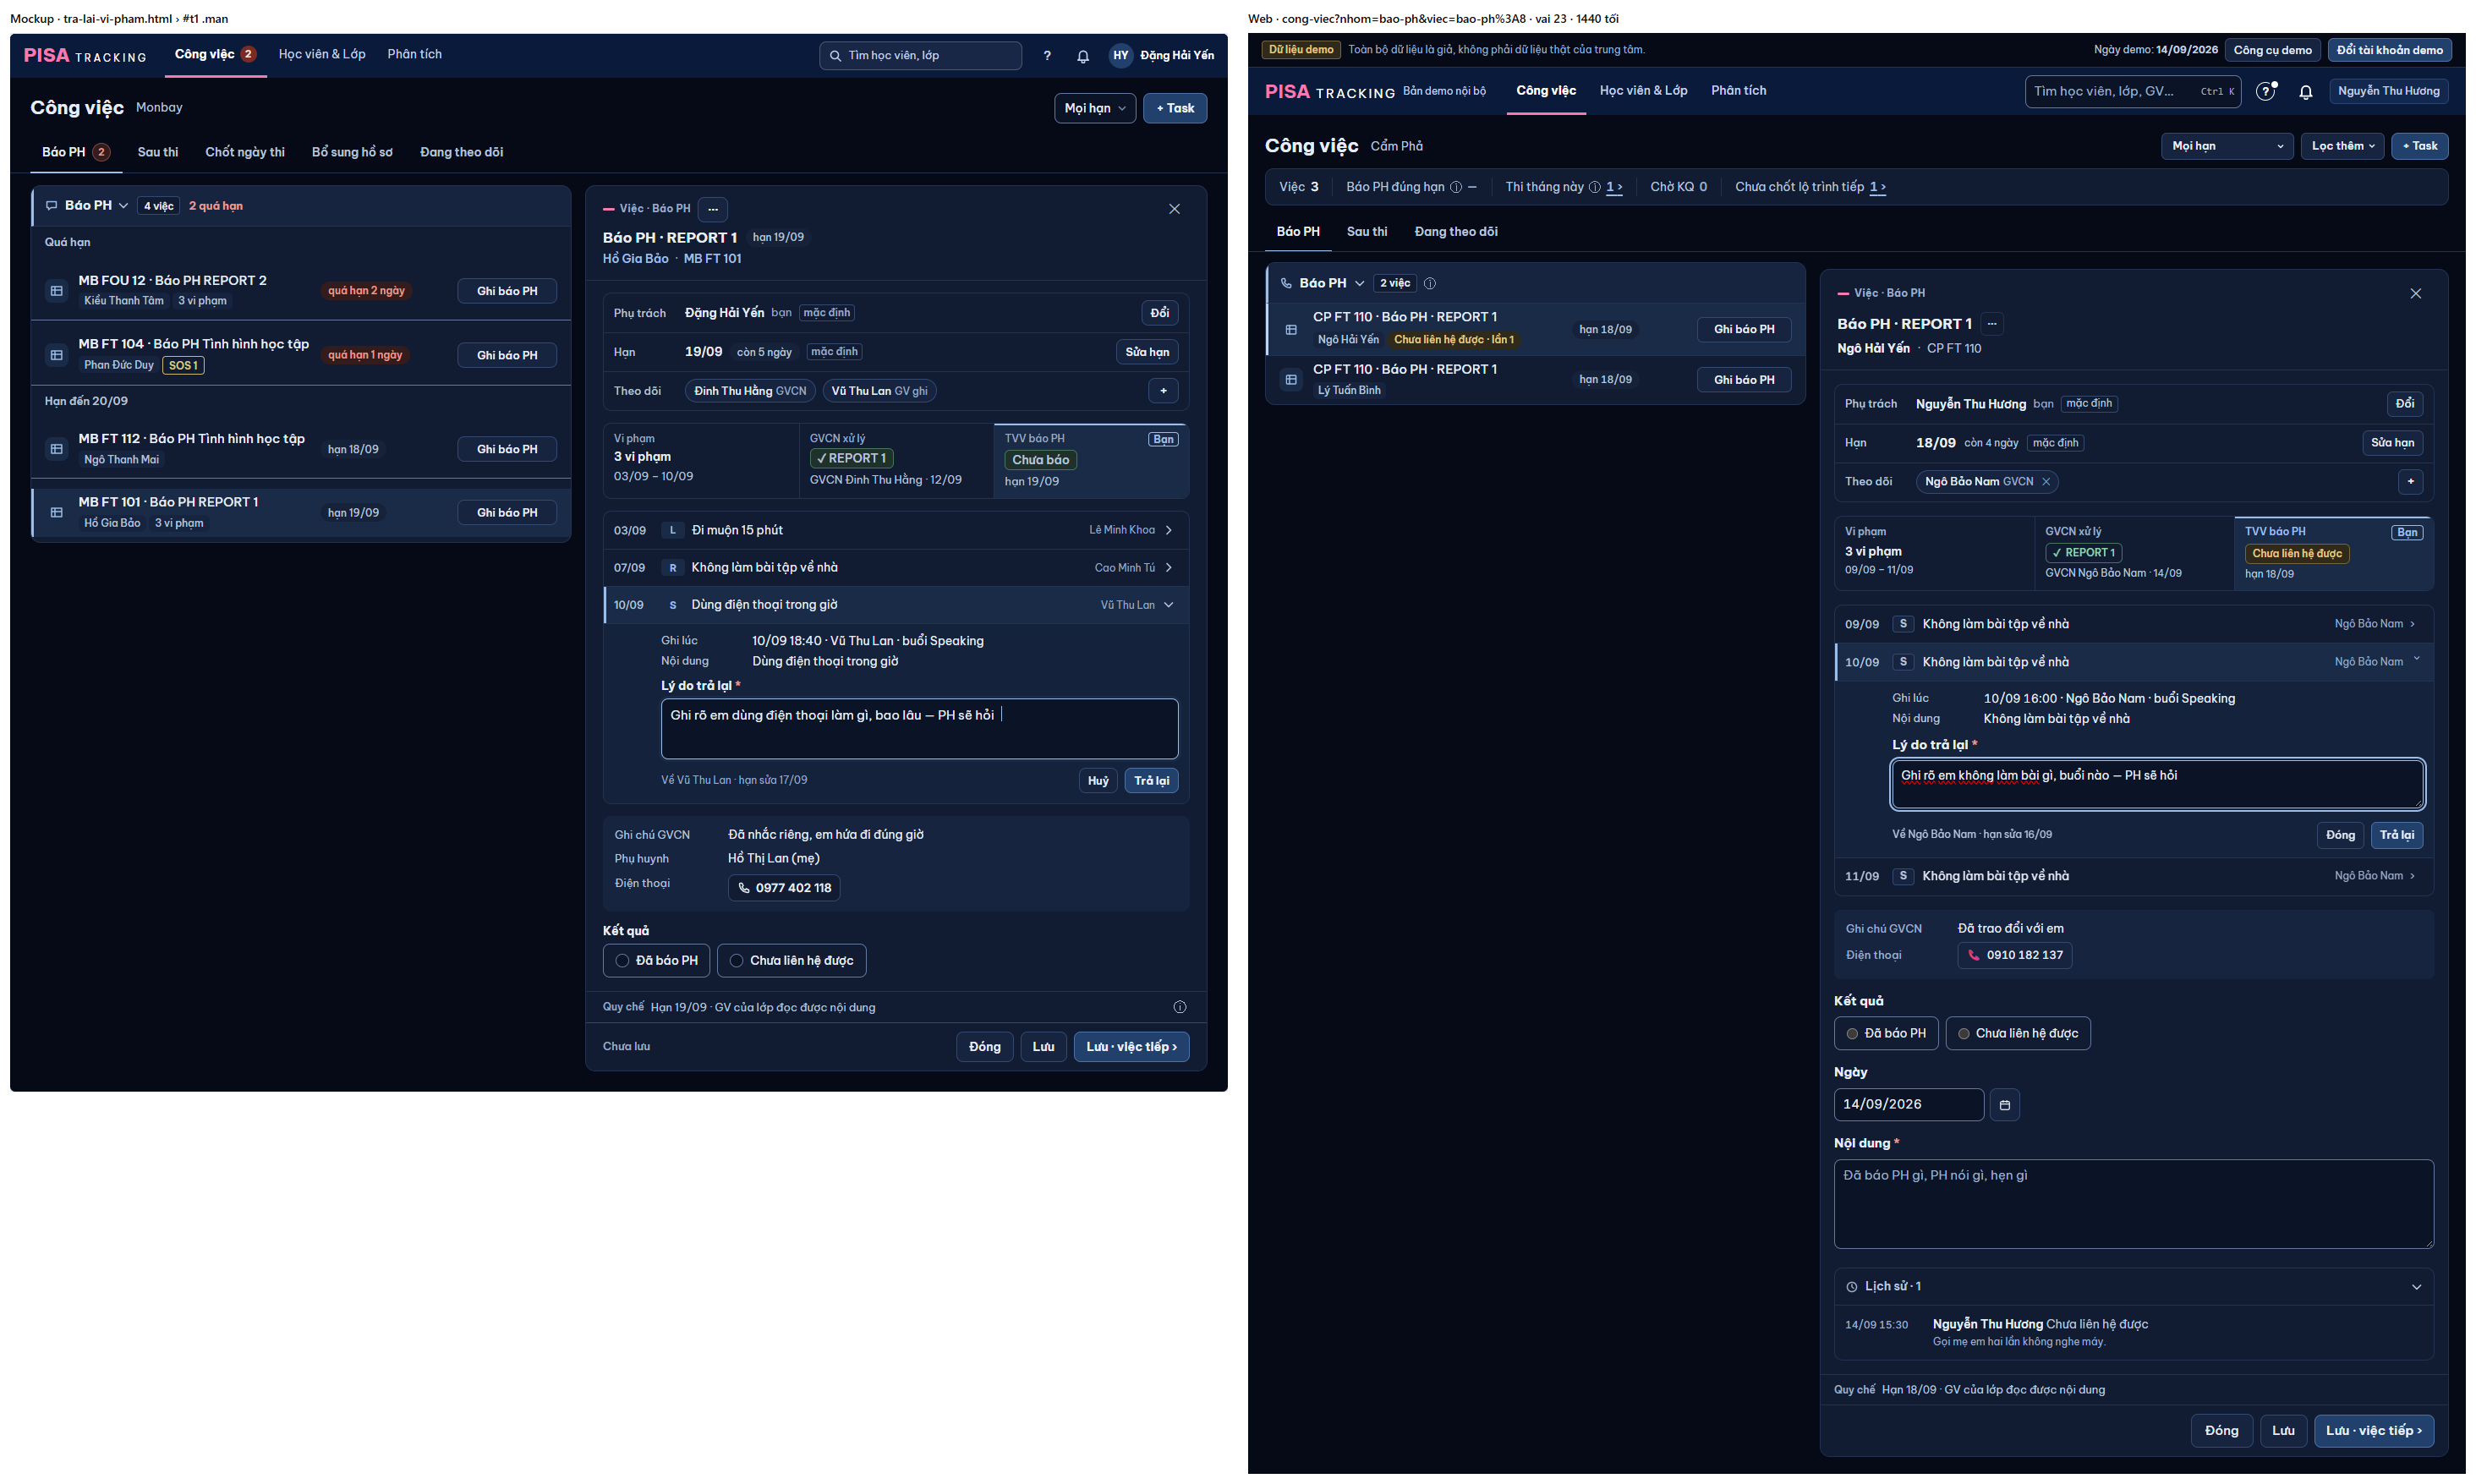 Mockup · tra-lai-vi-pham.html › #t1 .man
PISA TRACKING
Công việc 2
Học viên & Lớp
Phân tích
Tìm học viên, lớp
?
HY Đặng Hải Yến
Công việc Monbay
Mọi hạn
+ Task
Báo PH 2
Sau thi
Chốt ngày thi
Bổ sung hồ sơ
Đang theo dõi
Báo PH 4 việc 2 quá hạn
Quá hạn
MB FOU 12 · Báo PH REPORT 2
Kiều Thanh Tâm 3 vi phạm
quá hạn 2 ngày
Ghi báo PH
MB FT 104 · Báo PH Tình hình học tập
Phan Đức Duy SOS 1
quá hạn 1 ngày
Ghi báo PH
Hạn đến 20/09
MB FT 112 · Báo PH Tình hình học tập
Ngô Thanh Mai
hạn 18/09
Ghi báo PH
MB FT 101 · Báo PH REPORT 1
Hồ Gia Bảo 3 vi phạm
hạn 19/09
Ghi báo PH
Việc · Báo PH ···
Báo PH · REPORT 1 hạn 19/09
Hồ Gia Bảo · MB FT 101
Phụ trách Đặng Hải Yến bạn mặc định Đổi
Hạn 19/09 còn 5 ngày mặc định Sửa hạn
Theo dõi Đinh Thu Hằng GVCN Vũ Thu Lan GV ghi +
Vi phạm
3 vi phạm
03/09 – 10/09
GVCN xử lý
✓ REPORT 1
GVCN Đinh Thu Hằng · 12/09
TVV báo PH Bạn
Chưa báo
hạn 19/09
03/09 L Đi muộn 15 phút Lê Minh Khoa
07/09 R Không làm bài tập về nhà Cao Minh Tú
10/09 S Dùng điện thoại trong giờ Vũ Thu Lan
Ghi lúc 10/09 18:40 · Vũ Thu Lan · buổi Speaking
Nội dung Dùng điện thoại trong giờ
Lý do trả lại *
Ghi rõ em dùng điện thoại làm gì, bao lâu — PH sẽ hỏi
Về Vũ Thu Lan · hạn sửa 17/09 Huỷ Trả lại
Ghi chú GVCN Đã nhắc riêng, em hứa đi đúng giờ
Phụ huynh Hồ Thị Lan (mẹ)
Điện thoại 0977 402 118
Kết quả
Đã báo PH Chưa liên hệ được
Quy chế Hạn 19/09 · GV của lớp đọc được nội dung
Chưa lưu Đóng Lưu Lưu · việc tiếp ›
Web · cong-viec?nhom=bao-ph&viec=bao-ph%3A8 · vai 23 · 1440 tối
Dữ liệu demo Toàn bộ dữ liệu là giả, không phải dữ liệu thật của trung tâm.
Ngày demo: 14/09/2026 Công cụ demo Đổi tài khoản demo
PISA TRACKING Bản demo nội bộ
Công việc
Học viên & Lớp
Phân tích
Tìm học viên, lớp, GV... Ctrl K
?
Nguyễn Thu Hương
Công việc Cẩm Phả
Mọi hạn
Lọc thêm
+ Task
Việc 3 Báo PH đúng hạn — Thi tháng này 1 › Chờ KQ 0 Chưa chốt lộ trình tiếp 1 ›
Báo PH
Sau thi
Đang theo dõi
Báo PH 2 việc
CP FT 110 · Báo PH · REPORT 1
Ngô Hải Yến Chưa liên hệ được · lần 1
hạn 18/09
Ghi báo PH
CP FT 110 · Báo PH · REPORT 1
Lý Tuấn Bình
hạn 18/09
Ghi báo PH
Việc · Báo PH
Báo PH · REPORT 1 ···
Ngô Hải Yến · CP FT 110
Phụ trách Nguyễn Thu Hương bạn mặc định Đổi
Hạn 18/09 còn 4 ngày mặc định Sửa hạn
Theo dõi Ngô Bảo Nam GVCN +
Vi phạm
3 vi phạm
09/09 – 11/09
GVCN xử lý
✓ REPORT 1
GVCN Ngô Bảo Nam · 14/09
TVV báo PH Bạn
Chưa liên hệ được
hạn 18/09
09/09 S Không làm bài tập về nhà Ngô Bảo Nam ›
10/09 S Không làm bài tập về nhà Ngô Bảo Nam
Ghi lúc 10/09 16:00 · Ngô Bảo Nam · buổi Speaking
Nội dung Không làm bài tập về nhà
Lý do trả lại *
Ghi rõ em không làm bài gì, buổi nào — PH sẽ hỏi
Về Ngô Bảo Nam · hạn sửa 16/09 Đóng Trả lại
11/09 S Không làm bài tập về nhà Ngô Bảo Nam ›
Ghi chú GVCN Đã trao đổi với em
Điện thoại 0910 182 137
Kết quả
Đã báo PH Chưa liên hệ được
Ngày
14/09/2026
Nội dung *
Đã báo PH gì, PH nói gì, hẹn gì
Lịch sử · 1
14/09 15:30 Nguyễn Thu Hương Chưa liên hệ được
Gọi mẹ em hai lần không nghe máy.
Quy chế Hạn 18/09 · GV của lớp đọc được nội dung
Đóng Lưu Lưu · việc tiếp ›